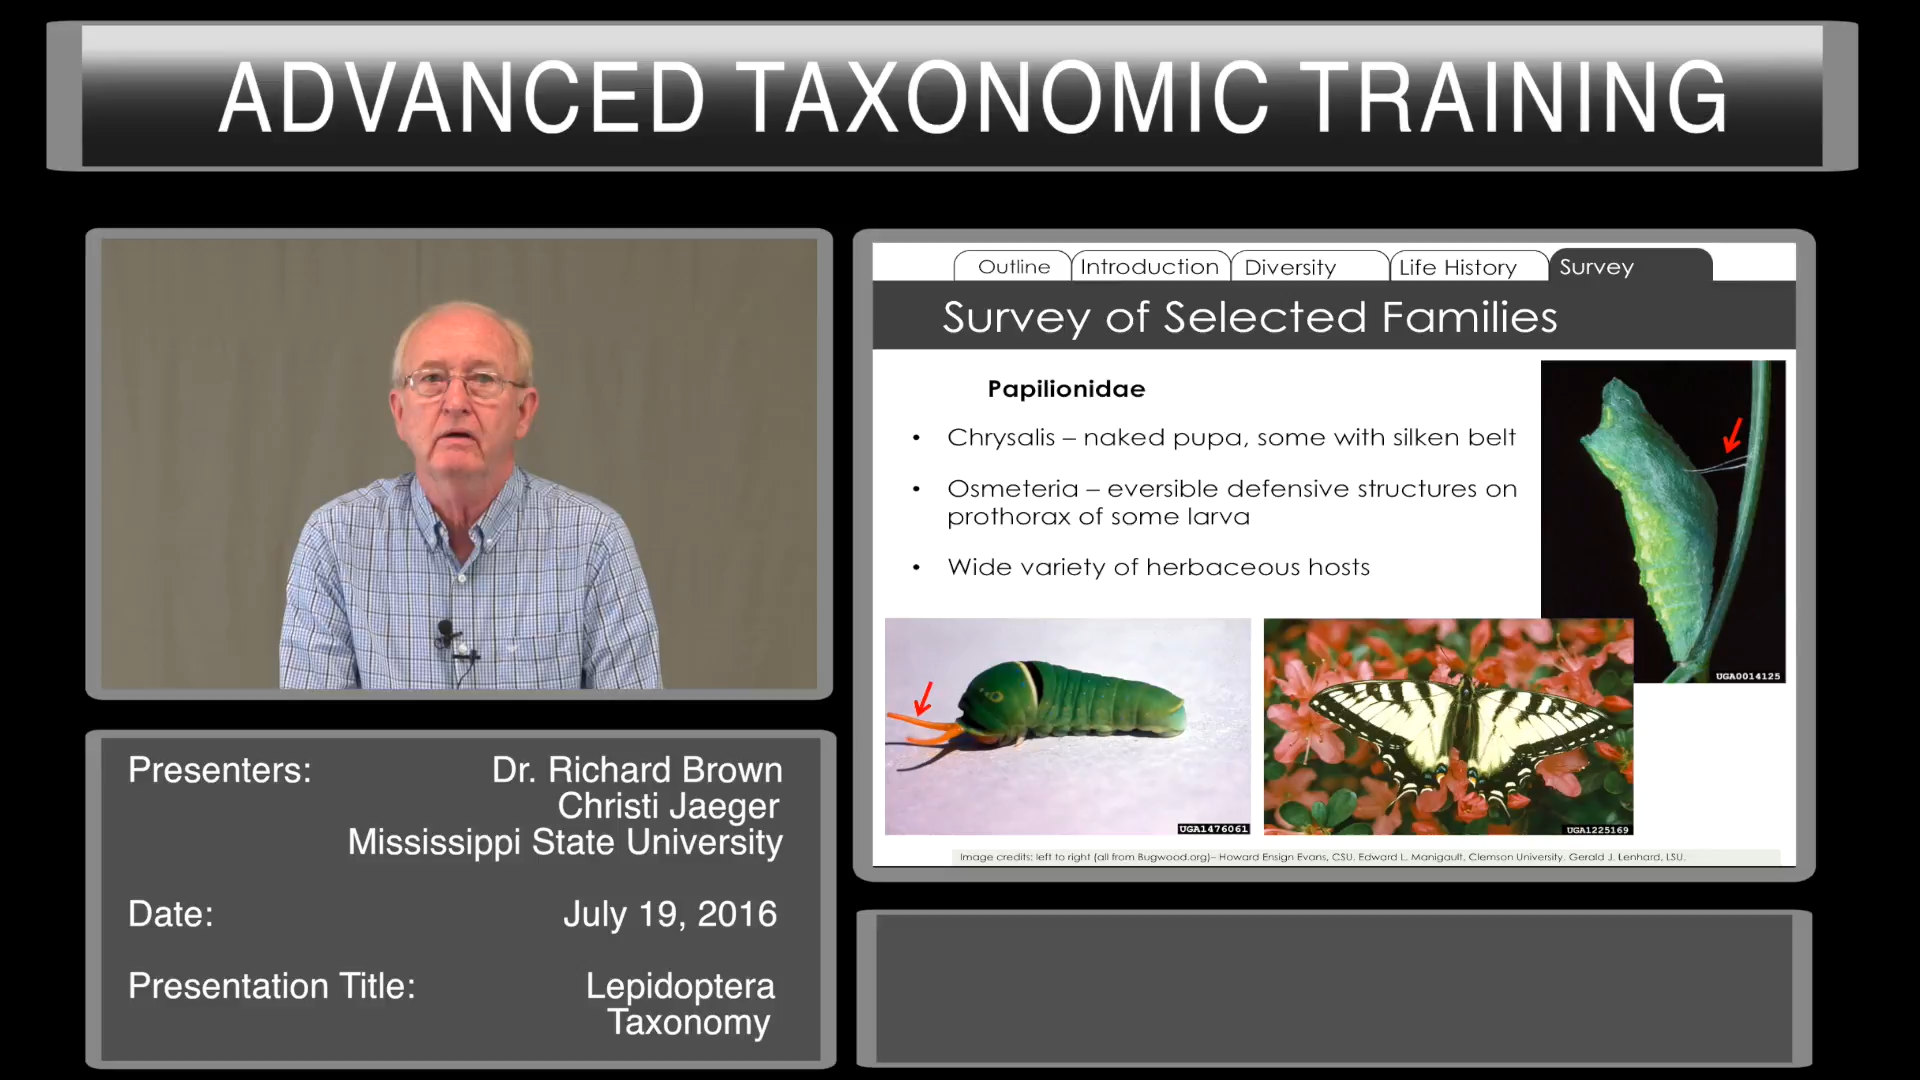 ADVANCED TAXONOMIC TRAINING
Outline
Introduction
Diversity
Life History
Survey
Survey of Selected Families
Papilionidae
• Chrysalis – naked pupa, some with silken belt
• Osmeteria – eversible defensive structures on
prothorax of some larva
• Wide variety of herbaceous hosts
UGA0014125
UGA1476061
UGA1225169
Image credits: left to right (all from Bugwood.org)– Howard Ensign Evans, CSU, Edward L. Manigault, Clemson University, Gerald J. Lenhard, LSU.
Presenters: Dr. Richard Brown
Christi Jaeger
Mississippi State University
Date: July 19, 2016
Presentation Title: Lepidoptera
Taxonomy